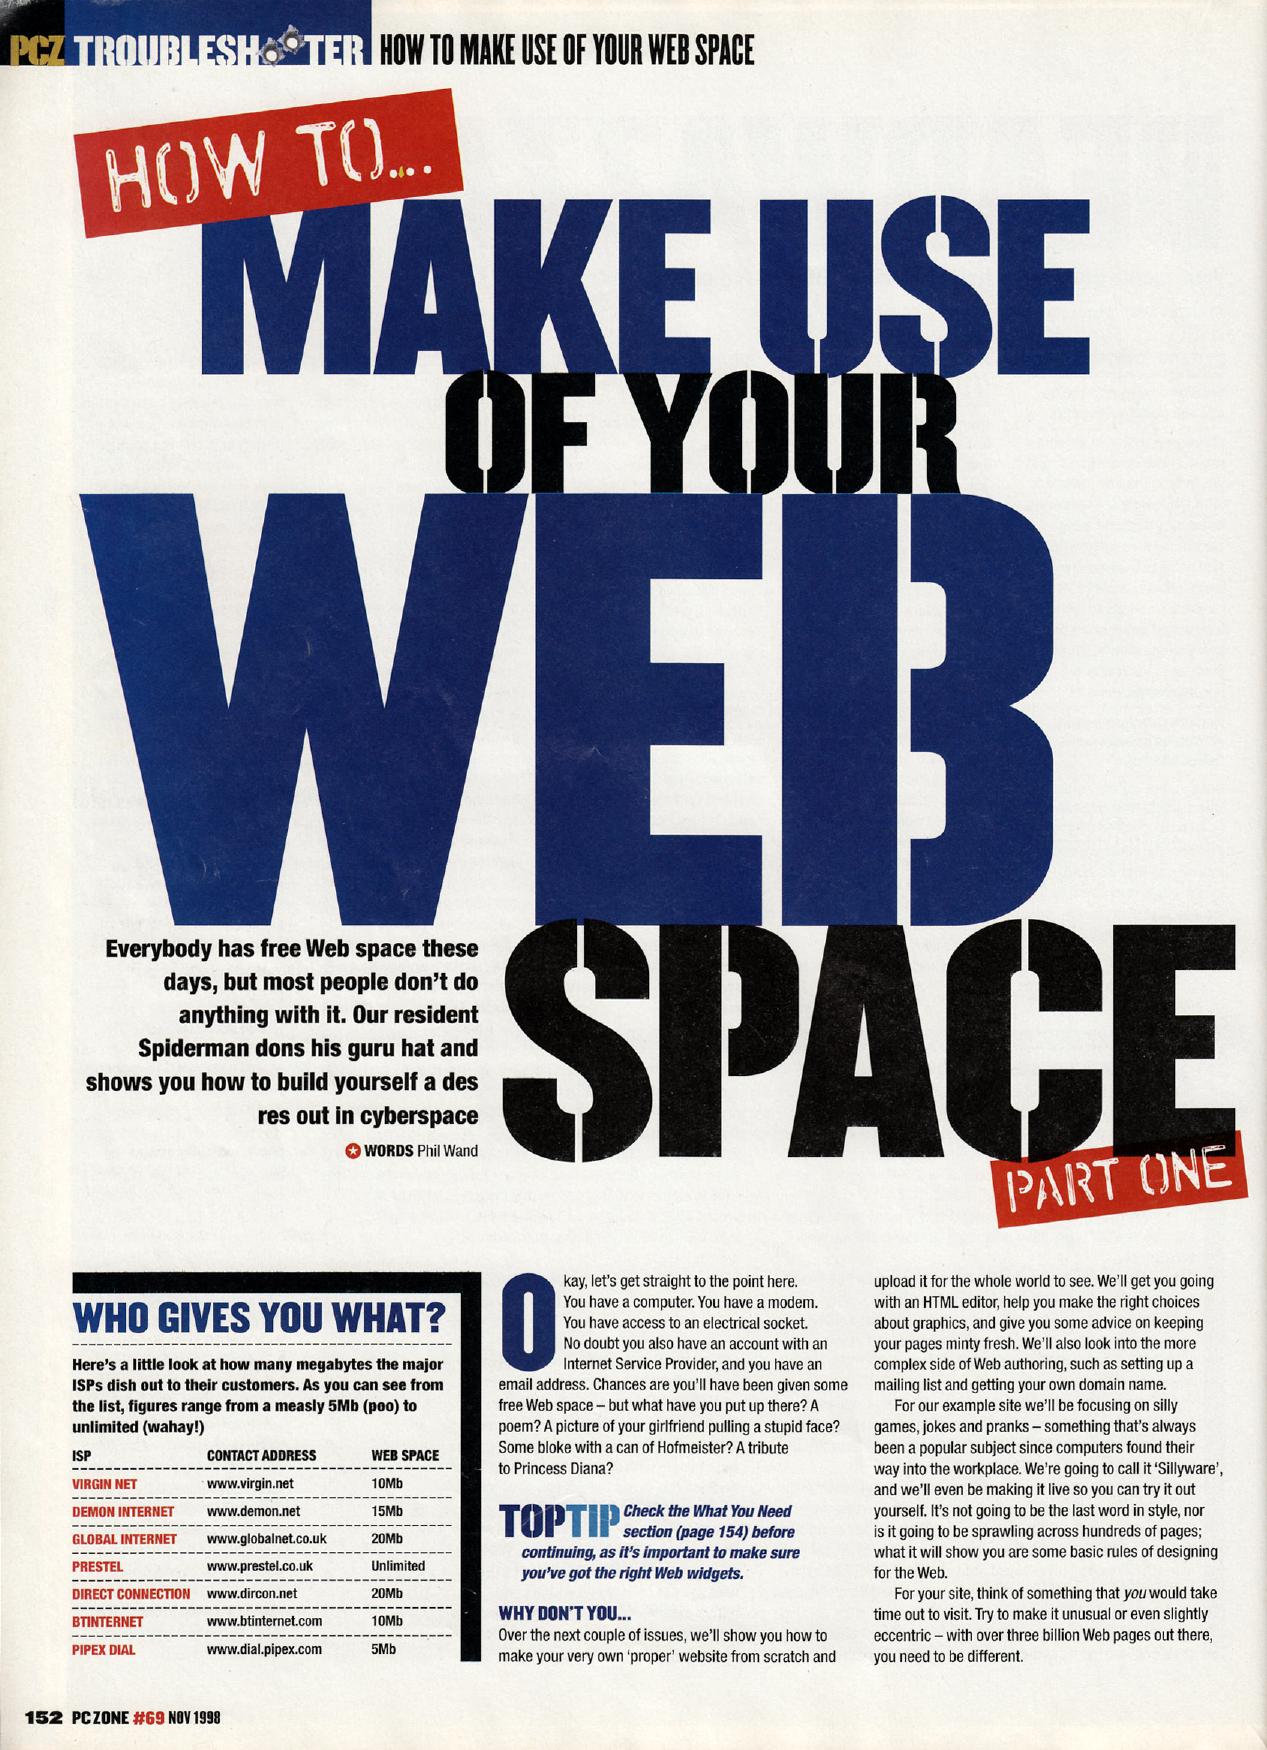 PCZ TROUBLESHOOTER HOW TO MAKE USE OF YOUR WEB SPACE
HOW TO...
MAKE USE
OF YOUR
WEB
SPACE
PART ONE
Everybody has free Web space these
days, but most people don't do
anything with it. Our resident
Spiderman dons his guru hat and
shows you how to build yourself a des
res out in cyberspace
WORDS Phil Wand
WHO GIVES YOU WHAT?
Here's a little look at how many megabytes the major
ISPs dish out to their customers. As you can see from
the list, figures range from a measly 5Mb (poo) to
unlimited (wahay!)
ISP CONTACT ADDRESS WEB SPACE
VIRGIN NET www.virgin.net 10Mb
DEMON INTERNET www.demon.net 15Mb
GLOBAL INTERNET www.globalnet.co.uk 20Mb
PRESTEL www.prestel.co.uk Unlimited
DIRECT CONNECTION www.dircon.net 20Mb
BTINTERNET www.btinternet.com 10Mb
PIPEX DIAL www.dial.pipex.com 5Mb
Okay, let's get straight to the point here.
You have a computer. You have a modem.
You have access to an electrical socket.
No doubt you also have an account with an
Internet Service Provider, and you have an
email address. Chances are you'll have been given some
free Web space – but what have you put up there? A
poem? A picture of your girlfriend pulling a stupid face?
Some bloke with a can of Hofmeister? A tribute
to Princess Diana?
TOPTIP Check the What You Need
section (page 154) before
continuing, as it's important to make sure
you've got the right Web widgets.
WHY DON'T YOU...
Over the next couple of issues, we'll show you how to
make your very own 'proper' website from scratch and
upload it for the whole world to see. We'll get you going
with an HTML editor, help you make the right choices
about graphics, and give you some advice on keeping
your pages minty fresh. We'll also look into the more
complex side of Web authoring, such as setting up a
mailing list and getting your own domain name.
For our example site we'll be focusing on silly
games, jokes and pranks – something that's always
been a popular subject since computers found their
way into the workplace. We're going to call it 'Sillyware',
and we'll even be making it live so you can try it out
yourself. It's not going to be the last word in style, nor
is it going to be sprawling across hundreds of pages;
what it will show you are some basic rules of designing
for the Web.
For your site, think of something that you would take
time out to visit. Try to make it unusual or even slightly
eccentric – with over three billion Web pages out there,
you need to be different.
152 PC ZONE #69 NOV 1998